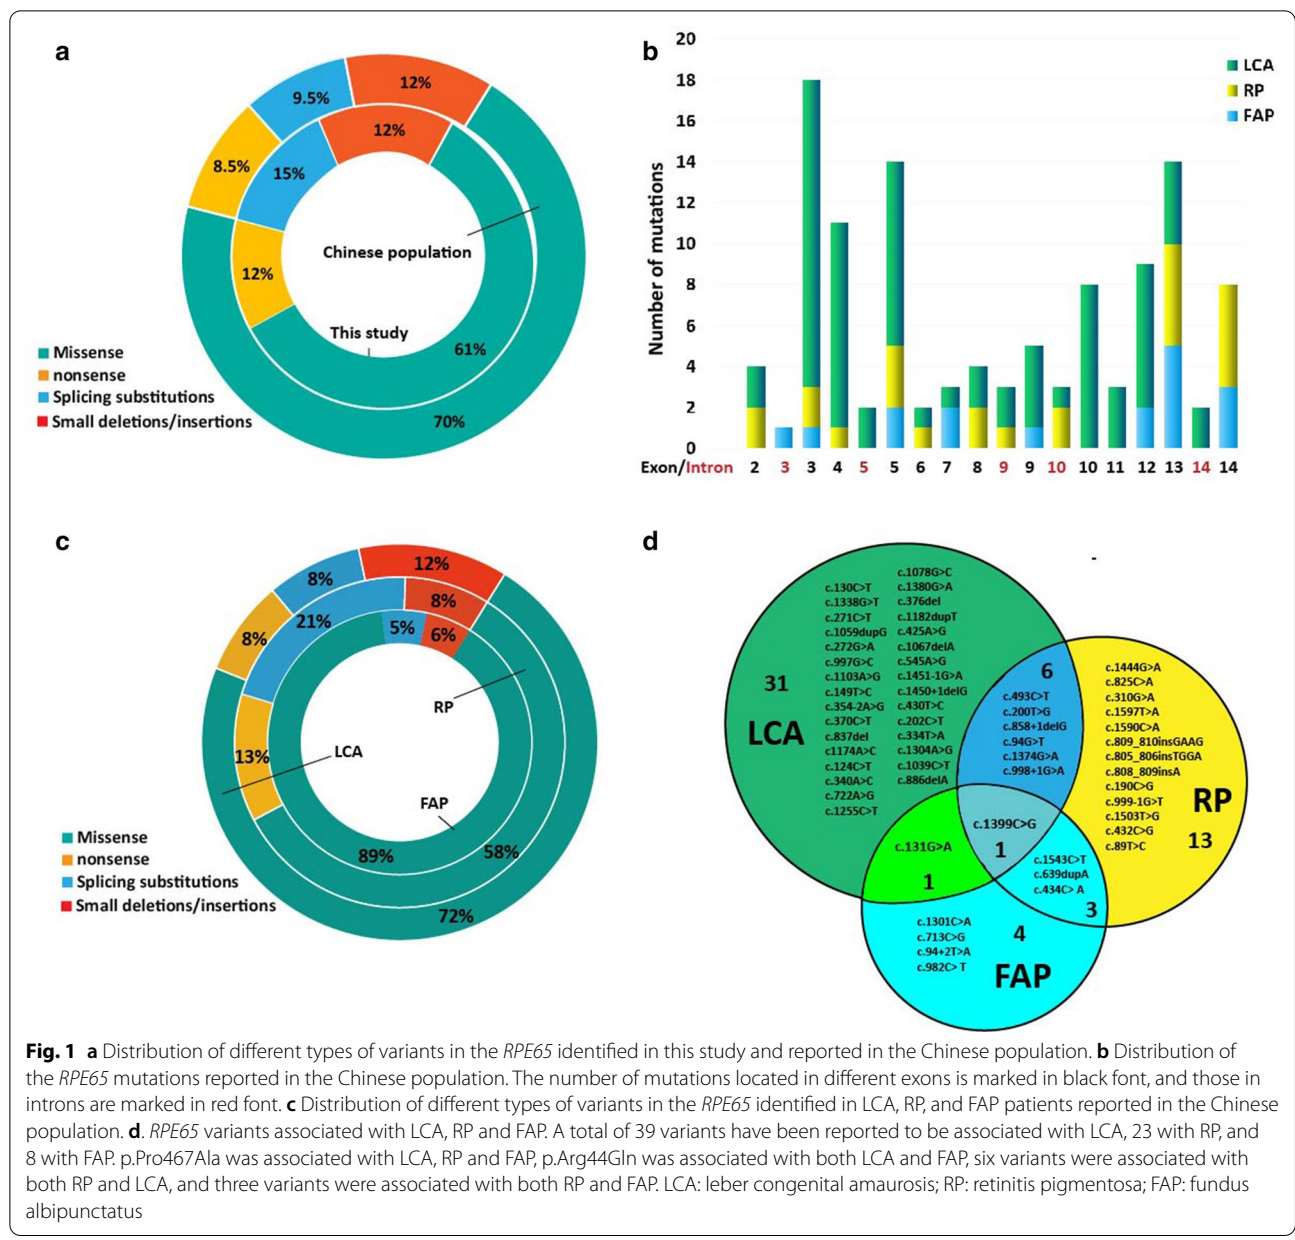 a
12%
9.5%
12%
8.5%
15%
Chinese population
12%
This study
61%
70%
Missense
nonsense
Splicing substitutions
Small deletions/insertions
b
20
18
16
14
12
10
8
6
4
2
0
Number of mutations
LCA
RP
FAP
Exon/Intron 2 3 3 4 5 5 6 7 8 9 9 10 10 11 12 13 14 14
c
12%
8%
8%
8%
21%
5%
6%
RP
13%
LCA
FAP
89%
58%
72%
Missense
nonsense
Splicing substitutions
Small deletions/insertions
d
-
31
LCA
c.130C>T
c.1338G>T
c.271C>T
c.1059dupG
c.272G>A
c.997G>C
c.1103A>G
c.149T>C
c.354-2A>G
c.370C>T
c.837del
c1174A>C
c.124C>T
c.340A>C
c.722A>G
c.1255C>T
c.1078G>C
c.1380G>A
c.376del
c.1182dupT
c.425A>G
c.1067delA
c.545A>G
c.1451-1G>A
c.1450+1delG
c.430T>C
c.202C>T
c.334T>A
c.1304A>G
c.1039C>T
c.886delA
6
c.493C>T
c.200T>G
c.858+1delG
c.94G>T
c.1374G>A
c.998+1G>A
c.1444G>A
c.825C>A
c.310G>A
c.1597T>A
c.1590C>A
c.809_810insGAAG
c.805_806insTGGA
c.808_809insA
c.190C>G
c.999-1G>T
c.1503T>G
c.432C>G
c.89T>C
RP
13
c.1399C>G
1
c.131G>A
1
c.1543C>T
c.639dupA
c.434C> A
3
c.1301C>A
c.713C>G
c.94+2T>A
c.982C> T
4
FAP
Fig. 1 a Distribution of different types of variants in the RPE65 identified in this study and reported in the Chinese population. b Distribution of
the RPE65 mutations reported in the Chinese population. The number of mutations located in different exons is marked in black font, and those in
introns are marked in red font. c Distribution of different types of variants in the RPE65 identified in LCA, RP, and FAP patients reported in the Chinese
population. d. RPE65 variants associated with LCA, RP and FAP. A total of 39 variants have been reported to be associated with LCA, 23 with RP, and
8 with FAP. p.Pro467Ala was associated with LCA, RP and FAP, p.Arg44Gln was associated with both LCA and FAP, six variants were associated with
both RP and LCA, and three variants were associated with both RP and FAP. LCA: leber congenital amaurosis; RP: retinitis pigmentosa; FAP: fundus
albipunctatus